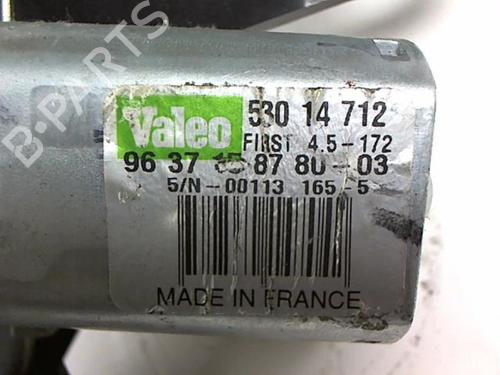 B-PARTS
Valeo
530 14 712
FIRST 4.5-172
96 37 15 87 80-03
S/N-00113 165-5
MADE IN FRANCE